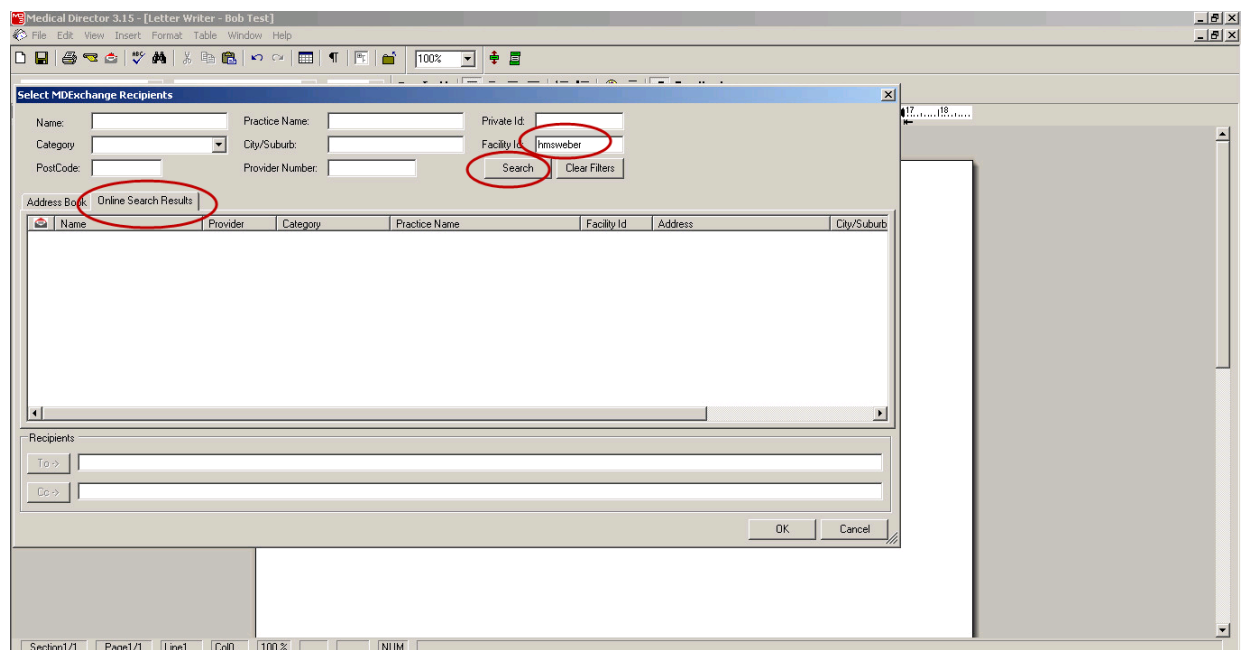 Medical Director 3.15 - [Letter Writer - Bob Test]
File Edit View Insert Format Table Window Help
100%
Select MDExchange Recipients
17 18
Name: Practice Name: Private Id:
Category City/Suburb: Facility Id: hmsweber
PostCode: Provider Number: Search Clear Filters
Address Book Online Search Results
Name Provider Category Practice Name Facility Id Address City/Suburb
Recipients
To ->
Cc ->
OK Cancel
Section1/1 Page1/1 Line1 Col0 100 % NUM